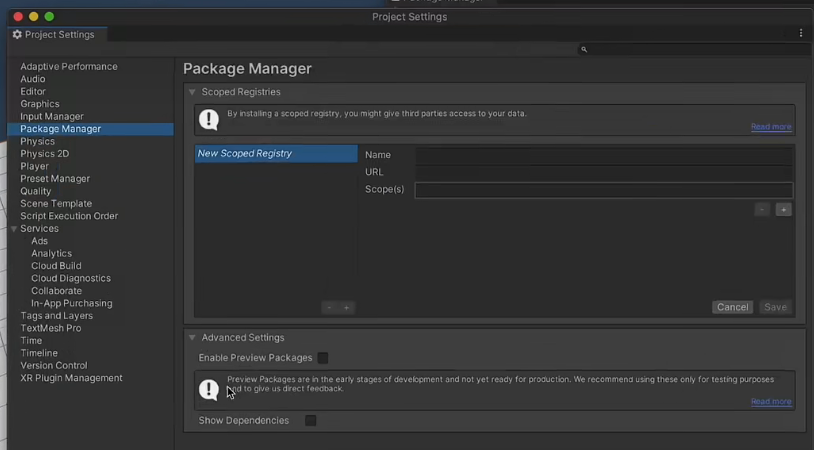 Project Settings
Project Settings
Adaptive Performance
Audio
Editor
Graphics
Input Manager
Package Manager
Physics
Physics 2D
Player
Preset Manager
Quality
Scene Template
Script Execution Order
Services
Ads
Analytics
Cloud Build
Cloud Diagnostics
Collaborate
In-App Purchasing
Tags and Layers
TextMesh Pro
Time
Timeline
Version Control
XR Plugin Management
Package Manager
Scoped Registries
By installing a scoped registry, you might give third parties access to your data.
Read more
New Scoped Registry
Name
URL
Scope(s)
Cancel
Save
Advanced Settings
Enable Preview Packages
Preview Packages are in the early stages of development and not yet ready for production. We recommend using these only for testing purposes
and to give us direct feedback.
Read more
Show Dependencies